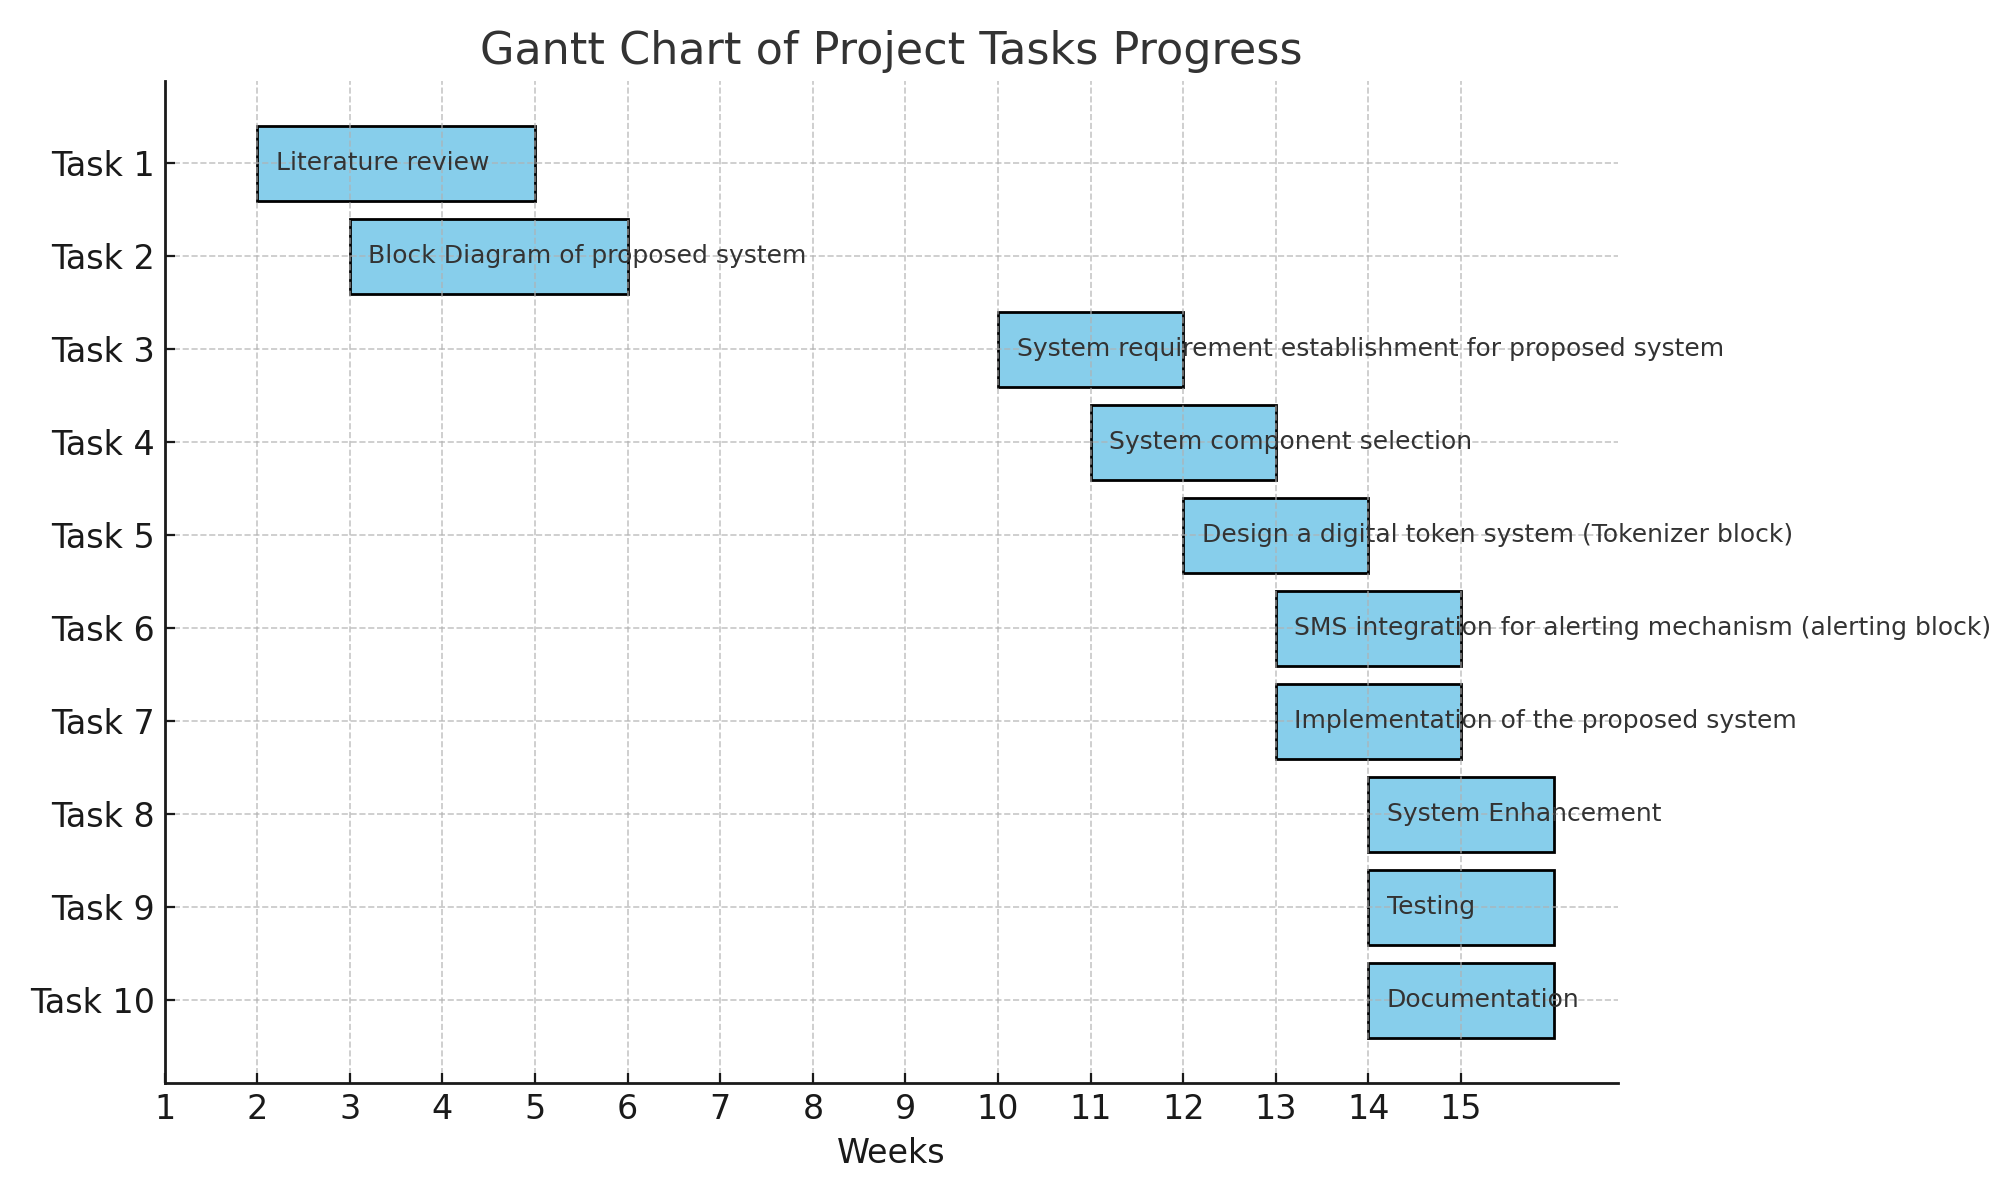 Gantt Chart of Project Tasks Progress
Task 1 Literature review
Task 2 Block Diagram of proposed system
Task 3 System requirement establishment for proposed system
Task 4 System component selection
Task 5 Design a digital token system (Tokenizer block)
Task 6 SMS integration for alerting mechanism (alerting block)
Task 7 Implementation of the proposed system
Task 8 System Enhancement
Task 9 Testing
Task 10 Documentation
1 2 3 4 5 6 7 8 9 10 11 12 13 14 15
Weeks